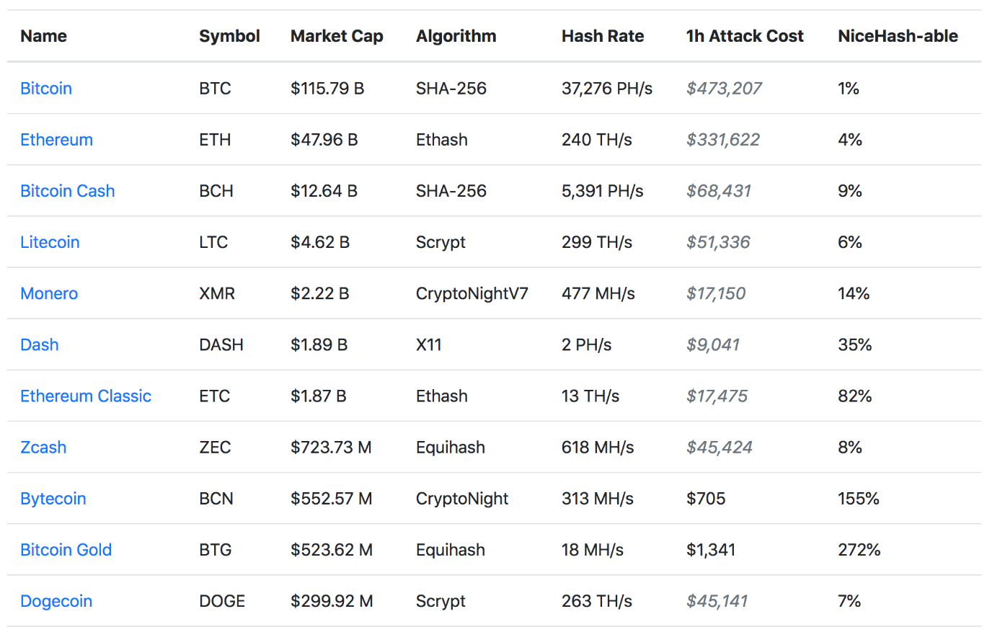 Name Symbol Market Cap Algorithm Hash Rate 1h Attack Cost NiceHash-able
Bitcoin BTC $115.79 B SHA-256 37,276 PH/s $473,207 1%
Ethereum ETH $47.96 B Ethash 240 TH/s $331,622 4%
Bitcoin Cash BCH $12.64 B SHA-256 5,391 PH/s $68,431 9%
Litecoin LTC $4.62 B Scrypt 299 TH/s $51,336 6%
Monero XMR $2.22 B CryptoNightV7 477 MH/s $17,150 14%
Dash DASH $1.89 B X11 2 PH/s $9,041 35%
Ethereum Classic ETC $1.87 B Ethash 13 TH/s $17,475 82%
Zcash ZEC $723.73 M Equihash 618 MH/s $45,424 8%
Bytecoin BCN $552.57 M CryptoNight 313 MH/s $705 155%
Bitcoin Gold BTG $523.62 M Equihash 18 MH/s $1,341 272%
Dogecoin DOGE $299.92 M Scrypt 263 TH/s $45,141 7%